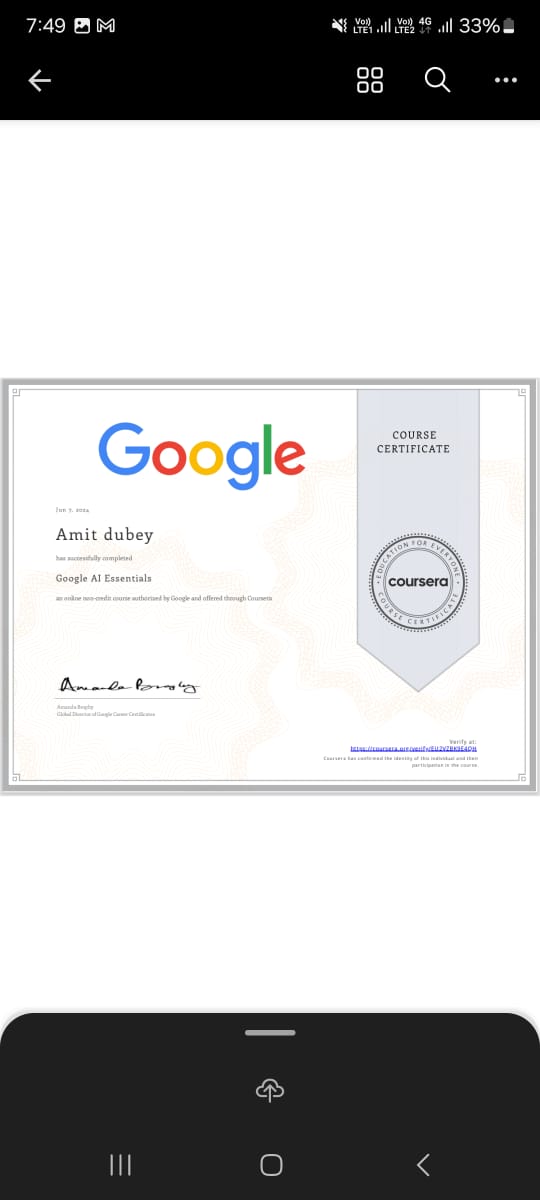 7:49
Vo)) LTE1 Vo)) LTE2 4G 33%
Google
COURSE
CERTIFICATE
EDUCATION FOR EVERYONE
coursera
COURSE CERTIFICATE
Jun 7, 2024
Amit dubey
has successfully completed
Google AI Essentials
an online non-credit course authorized by Google and offered through Coursera
Amanda Brophy
Amanda Brophy
Global Director of Google Career Certificates
Verify at:
https://coursera.org/verify/
Coursera has confirmed the identity of this individual and their
participation in the course.